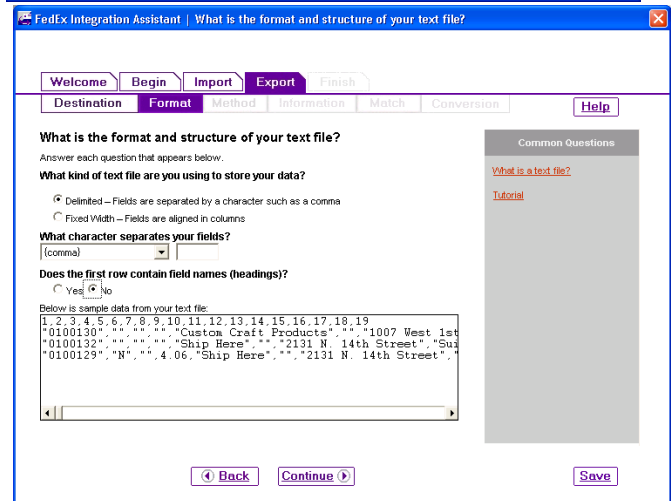 FedEx Integration Assistant | What is the format and structure of your text file?
Welcome Begin Import Export Finish
Destination Format Method Information Match Conversion Help
What is the format and structure of your text file?
Answer each question that appears below.
What kind of text file are you using to store your data?
Delimited – Fields are separated by a character such as a comma
Fixed Width – Fields are aligned in columns
What character separates your fields?
(comma)
Does the first row contain field names (headings)?
Yes No
Below is sample data from your text file:
1,2,3,4,5,6,7,8,9,10,11,12,13,14,15,16,17,18,19
"0100130","","","","Custom Craft Products","","1007 West 1st
"0100132","","","","Ship Here","","2131 N. 14th Street","Sui
"0100129","N","",4.06,"Ship Here","","2131 N. 14th Street","
Common Questions
What is a text file?
Tutorial
Back Continue Save